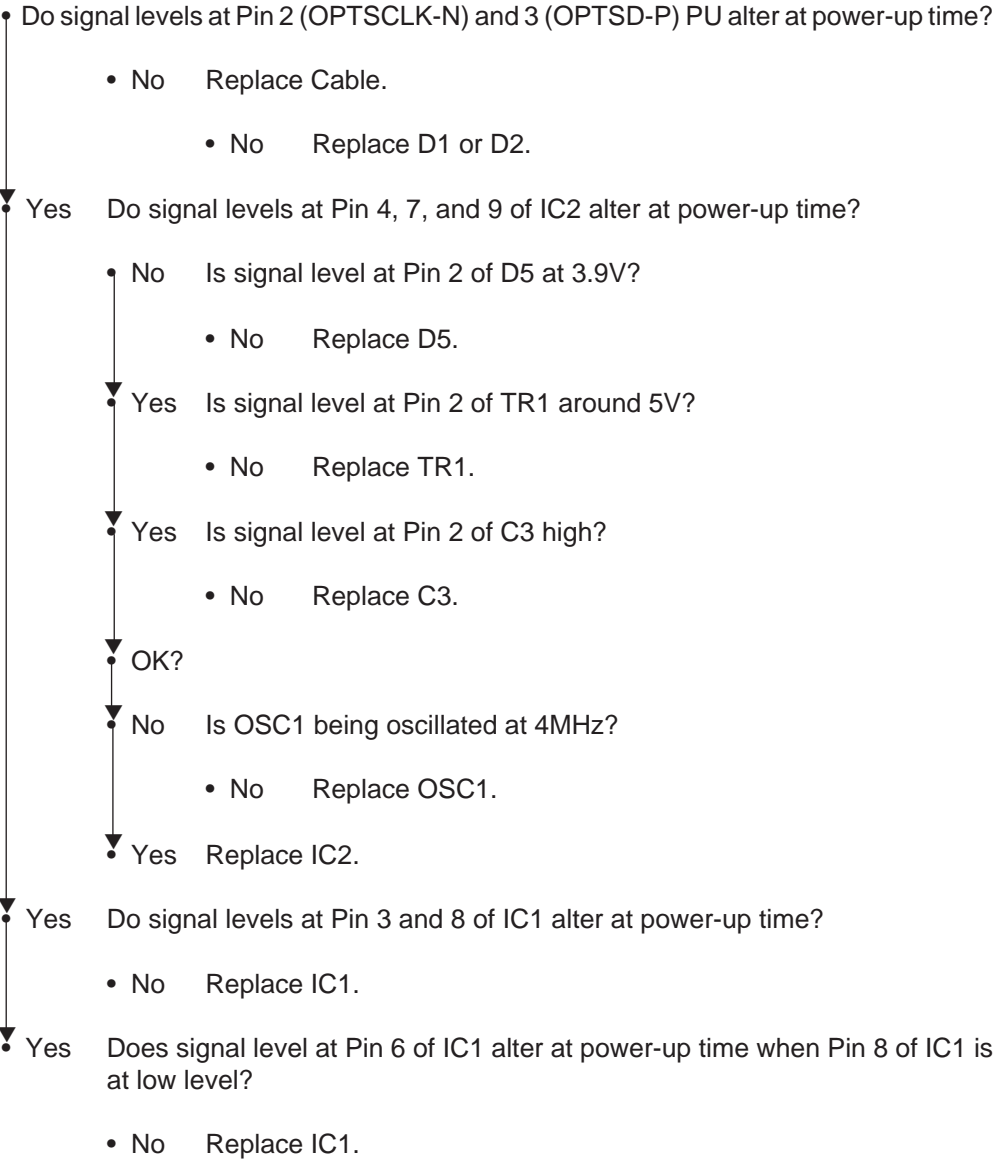 • Do signal levels at Pin 2 (OPTSCLK-N) and 3 (OPTSD-P) PU alter at power-up time?
• No Replace Cable.
• No Replace D1 or D2.
• Yes Do signal levels at Pin 4, 7, and 9 of IC2 alter at power-up time?
• No Is signal level at Pin 2 of D5 at 3.9V?
• No Replace D5.
• Yes Is signal level at Pin 2 of TR1 around 5V?
• No Replace TR1.
• Yes Is signal level at Pin 2 of C3 high?
• No Replace C3.
• OK?
• No Is OSC1 being oscillated at 4MHz?
• No Replace OSC1.
• Yes Replace IC2.
• Yes Do signal levels at Pin 3 and 8 of IC1 alter at power-up time?
• No Replace IC1.
• Yes Does signal level at Pin 6 of IC1 alter at power-up time when Pin 8 of IC1 is
at low level?
• No Replace IC1.